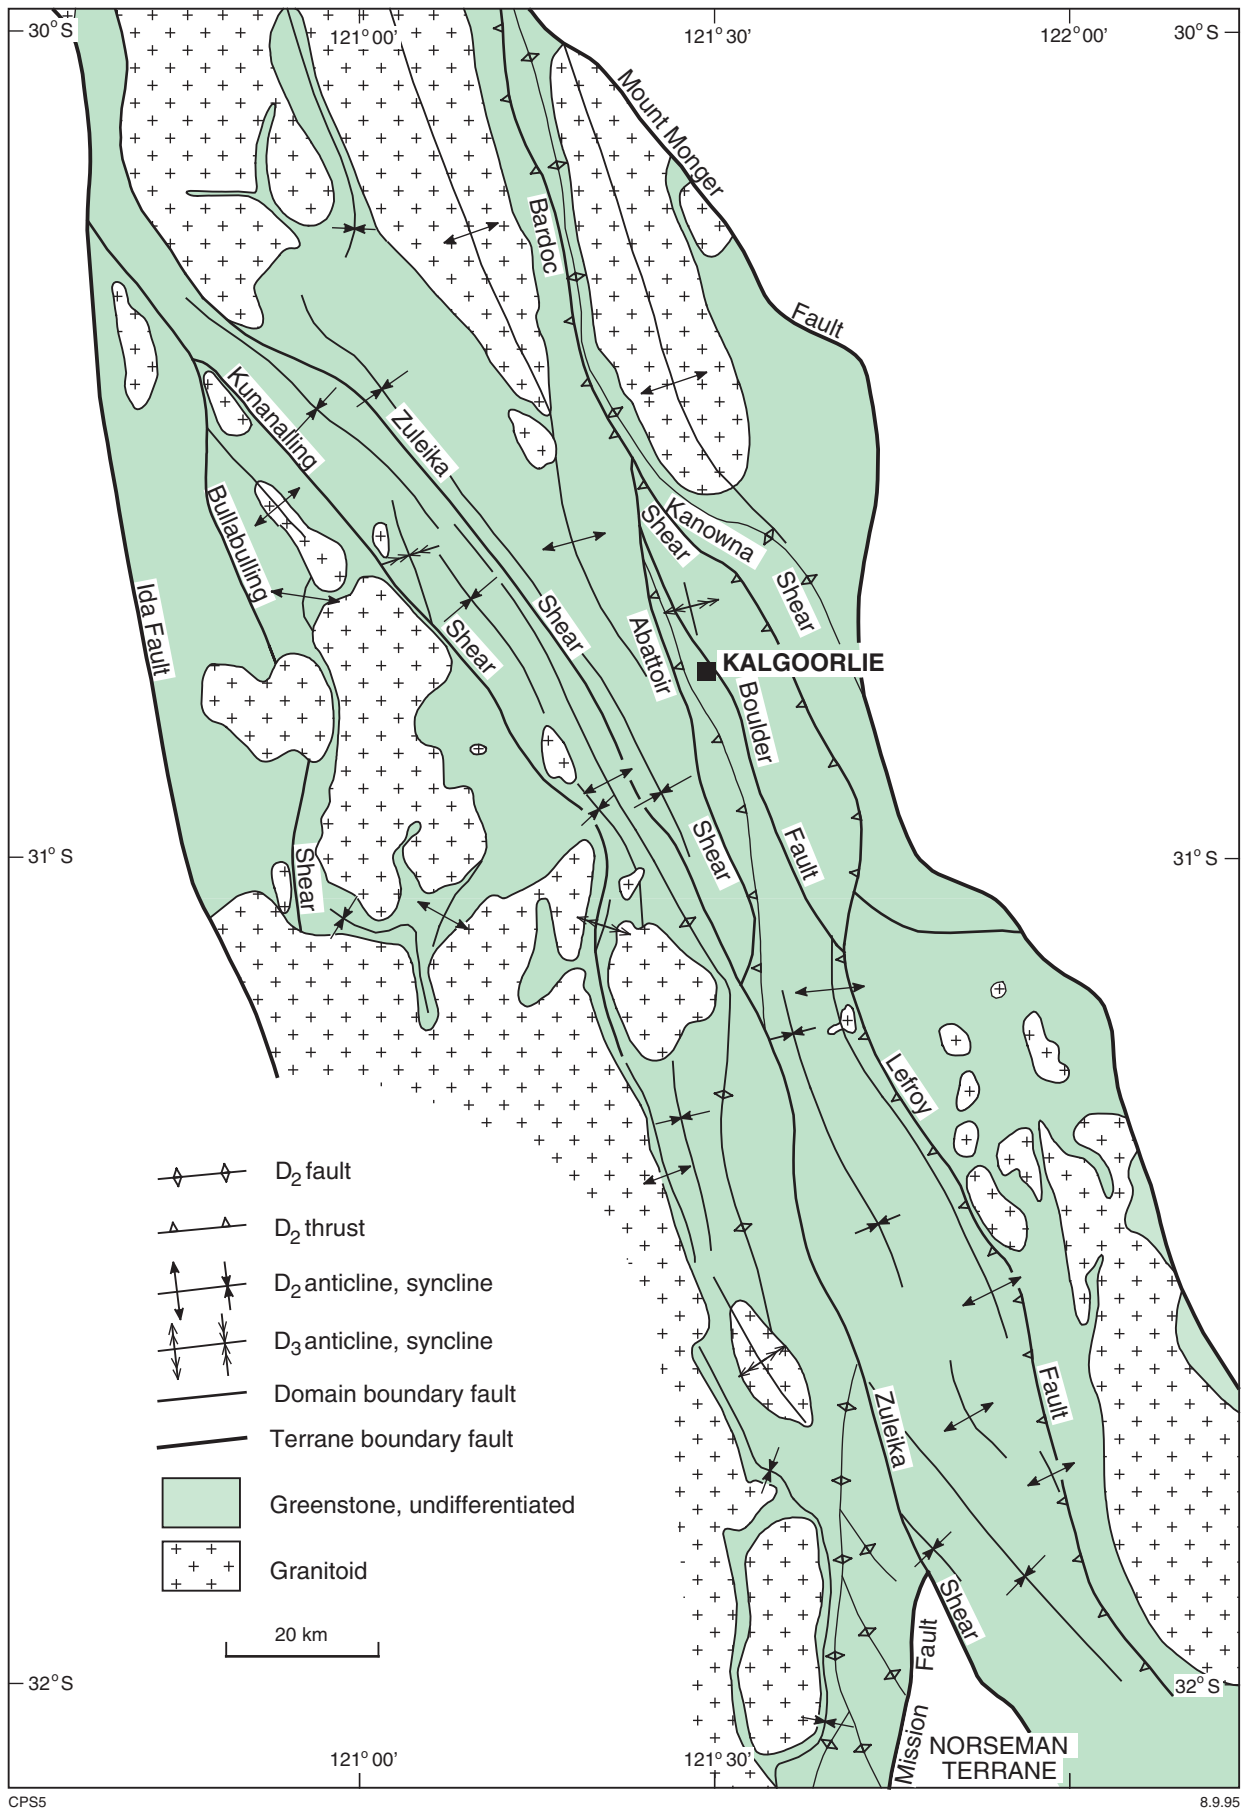 30° S
121° 00′
121° 30′
122° 00′
30° S
Mount Monger
Fault
Bardoc
Kunanalling
Zuleika
Bullabulling
Ida Fault
Shear
Kanowna
Shear
Shear
Shear
Abattoir
KALGOORLIE
Boulder
Shear
Fault
31° S
31° S
Shear
Lefroy
D2 fault
D2 thrust
D2 anticline, syncline
D3 anticline, syncline
Domain boundary fault
Terrane boundary fault
Greenstone, undifferentiated
Granitoid
20 km
Zuleika
Fault
Shear
Mission Fault
NORSEMAN
TERRANE
32° S
32° S
121° 00′
121° 30′
CPS5
8.9.95